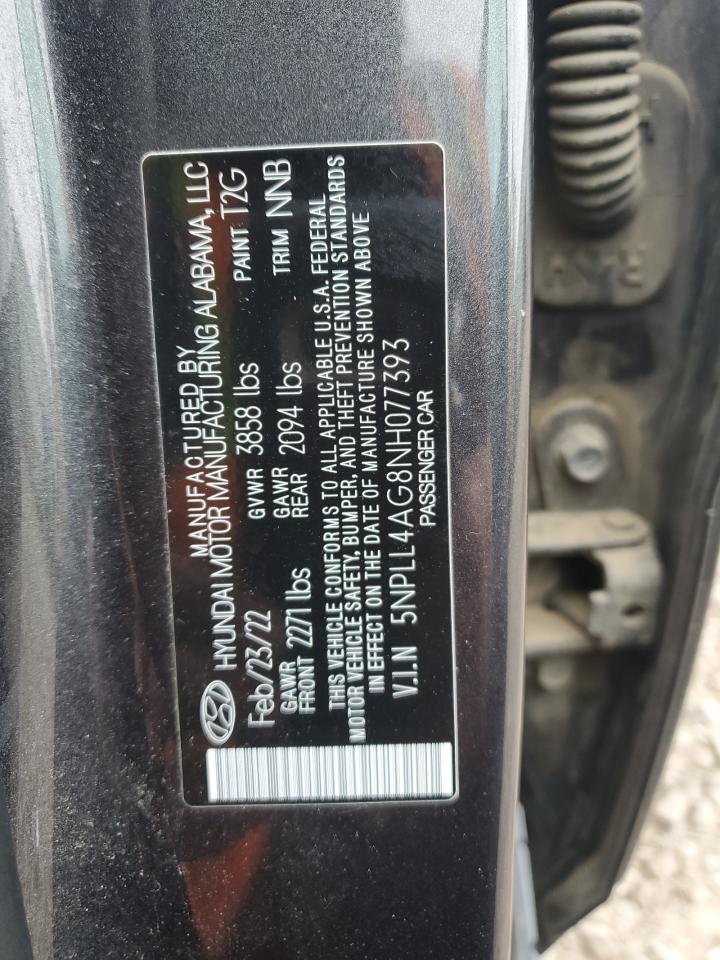 MANUFACTURED BY
HYUNDAI MOTOR MANUFACTURING ALABAMA, LLC
Feb/23/22 GVWR 3858 lbs PAINT T2G
GAWR FRONT 2271 lbs GAWR REAR 2094 lbs TRIM NNB
THIS VEHICLE CONFORMS TO ALL APPLICABLE U.S.A. FEDERAL
MOTOR VEHICLE SAFETY, BUMPER, AND THEFT PREVENTION STANDARDS
IN EFFECT ON THE DATE OF MANUFACTURE SHOWN ABOVE
V.I.N 5NPLL4AG8NH077393
PASSENGER CAR